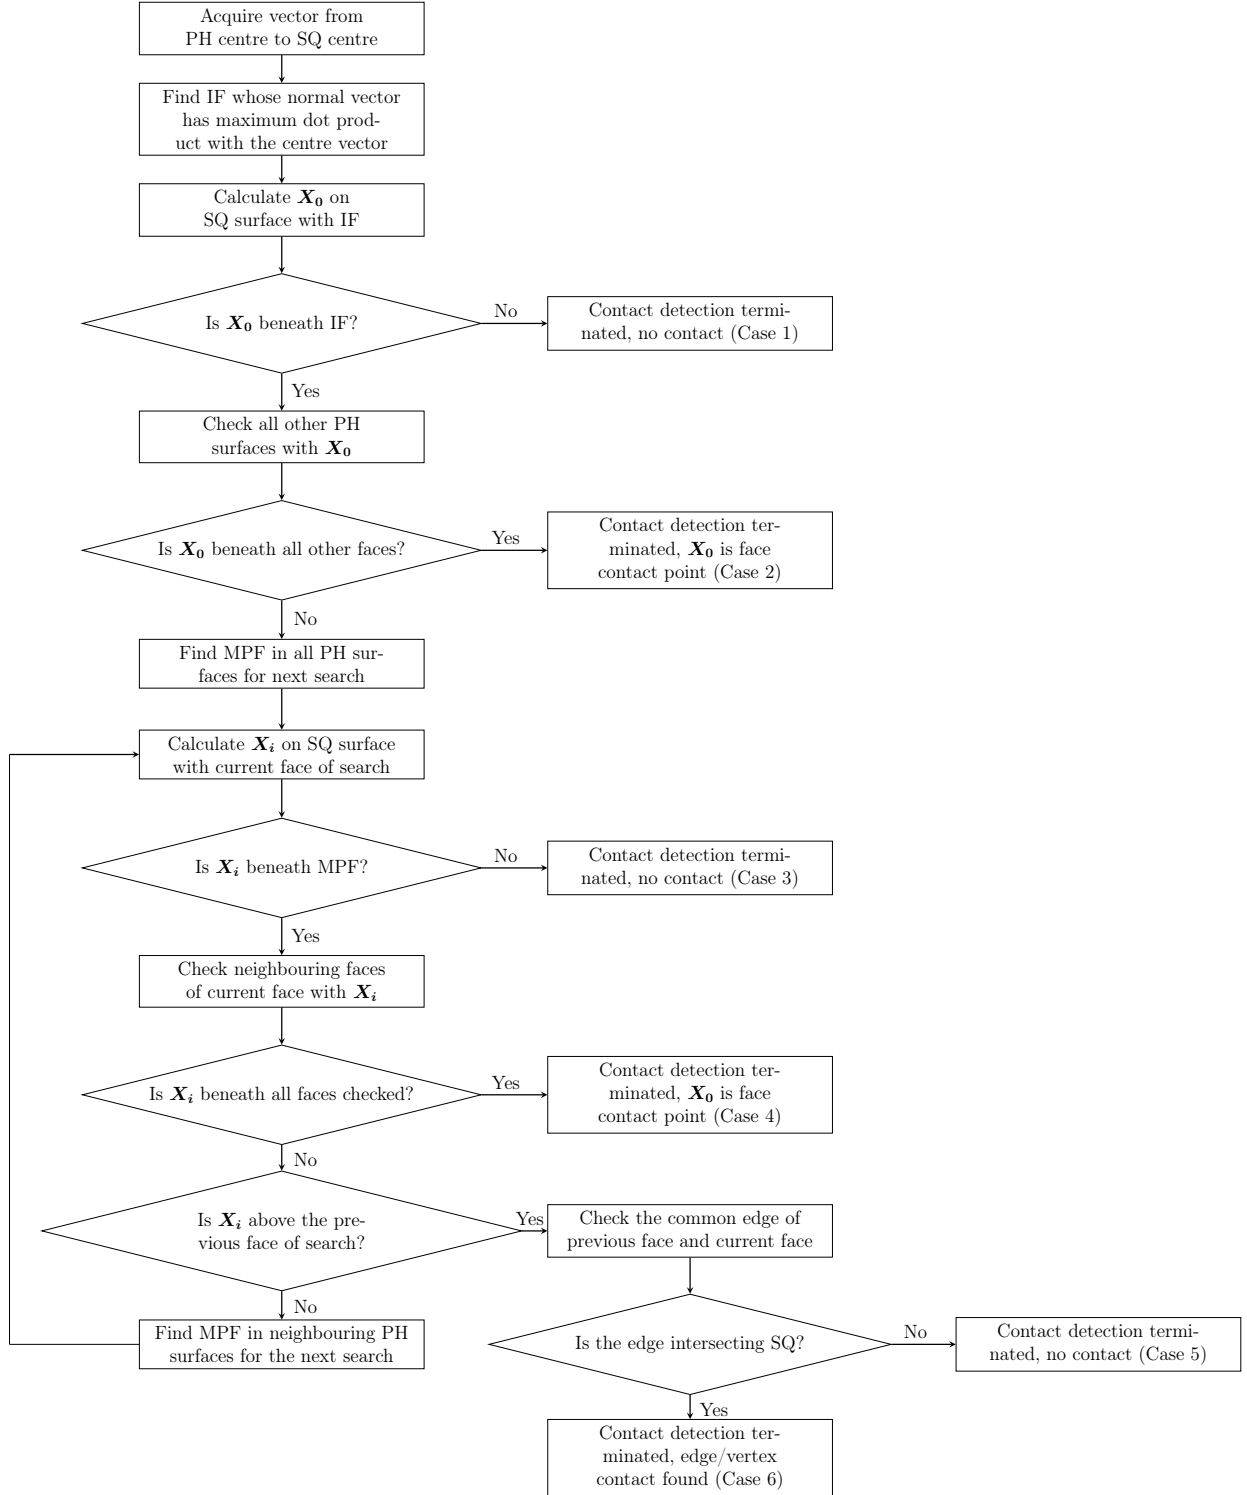 Acquire vector from
PH centre to SQ centre
Find IF whose normal vector
has maximum dot prod-
uct with the centre vector
Calculate X₀ on
SQ surface with IF
Is X₀ beneath IF?
No
Contact detection termi-
nated, no contact (Case 1)
Yes
Check all other PH
surfaces with X₀
Is X₀ beneath all other faces?
Yes
Contact detection ter-
minated, X₀ is face
contact point (Case 2)
No
Find MPF in all PH sur-
faces for next search
Calculate Xᵢ on SQ surface
with current face of search
Is Xᵢ beneath MPF?
No
Contact detection termi-
nated, no contact (Case 3)
Yes
Check neighbouring faces
of current face with Xᵢ
Is Xᵢ beneath all faces checked?
Yes
Contact detection ter-
minated, X₀ is face
contact point (Case 4)
No
Is Xᵢ above the pre-
vious face of search?
Yes
Check the common edge of
previous face and current face
No
Find MPF in neighbouring PH
surfaces for the next search
Is the edge intersecting SQ?
No
Contact detection termi-
nated, no contact (Case 5)
Yes
Contact detection ter-
minated, edge/vertex
contact found (Case 6)